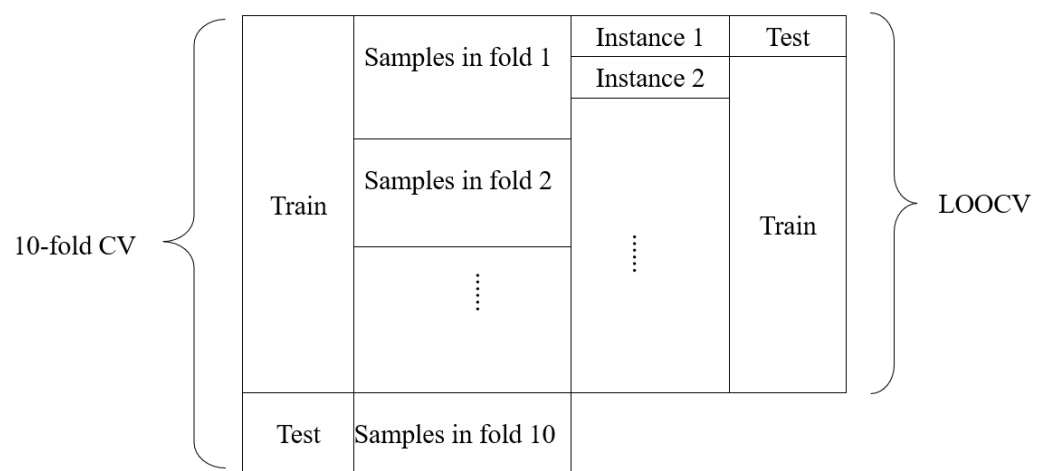 10-fold CV
Train
Test
Samples in fold 1
Samples in fold 2
Samples in fold 10
Instance 1
Instance 2
Test
Train
LOOCV